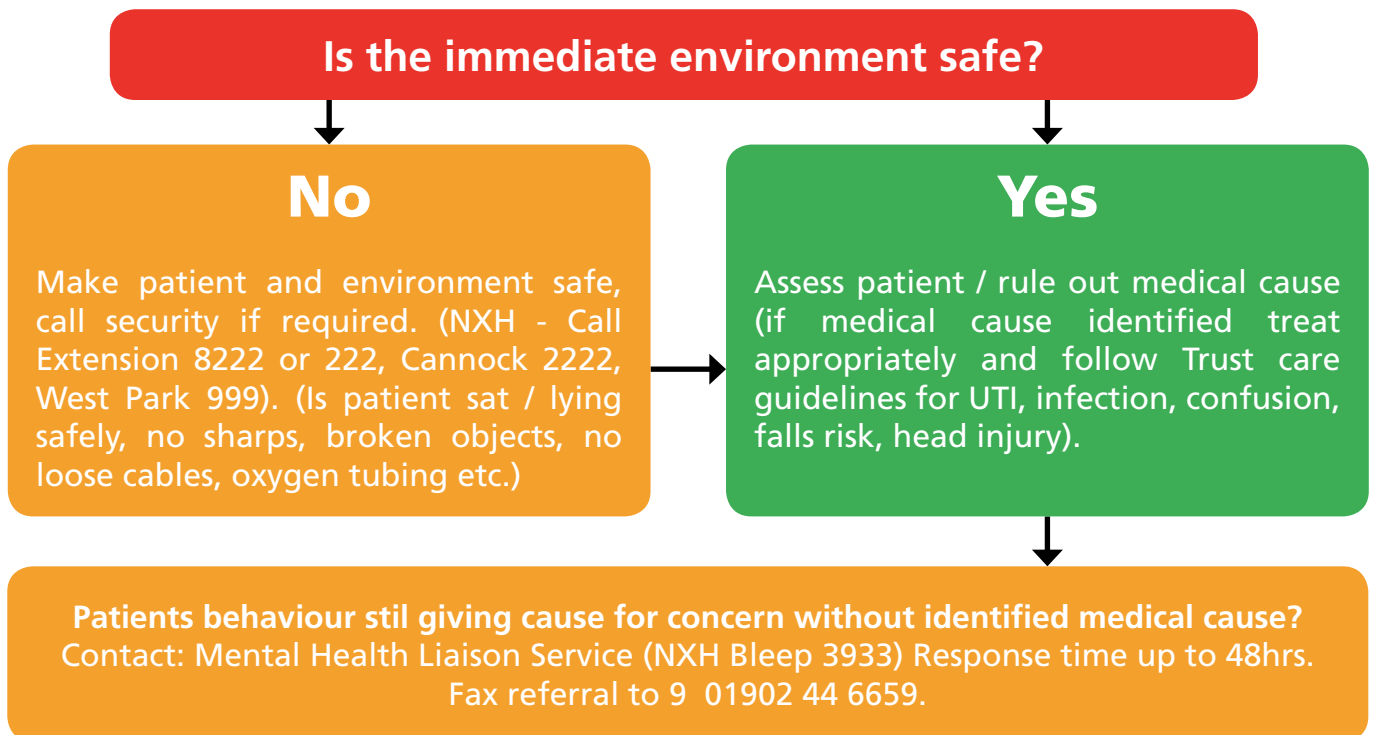 Is the immediate environment safe?
No
Make patient and environment safe,
call security if required. (NXH - Call
Extension 8222 or 222, Cannock 2222,
West Park 999). (Is patient sat / lying
safely, no sharps, broken objects, no
loose cables, oxygen tubing etc.)
Yes
Assess patient / rule out medical cause
(if medical cause identified treat
appropriately and follow Trust care
guidelines for UTI, infection, confusion,
falls risk, head injury).
Patients behaviour stil giving cause for concern without identified medical cause?
Contact: Mental Health Liaison Service (NXH Bleep 3933) Response time up to 48hrs.
Fax referral to 9  01902 44 6659.